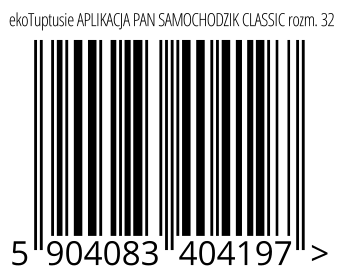 ekoTuptusie APLIKACJA PAN SAMOCHODZIK CLASSIC rozm. 32
5 904083 404197 >